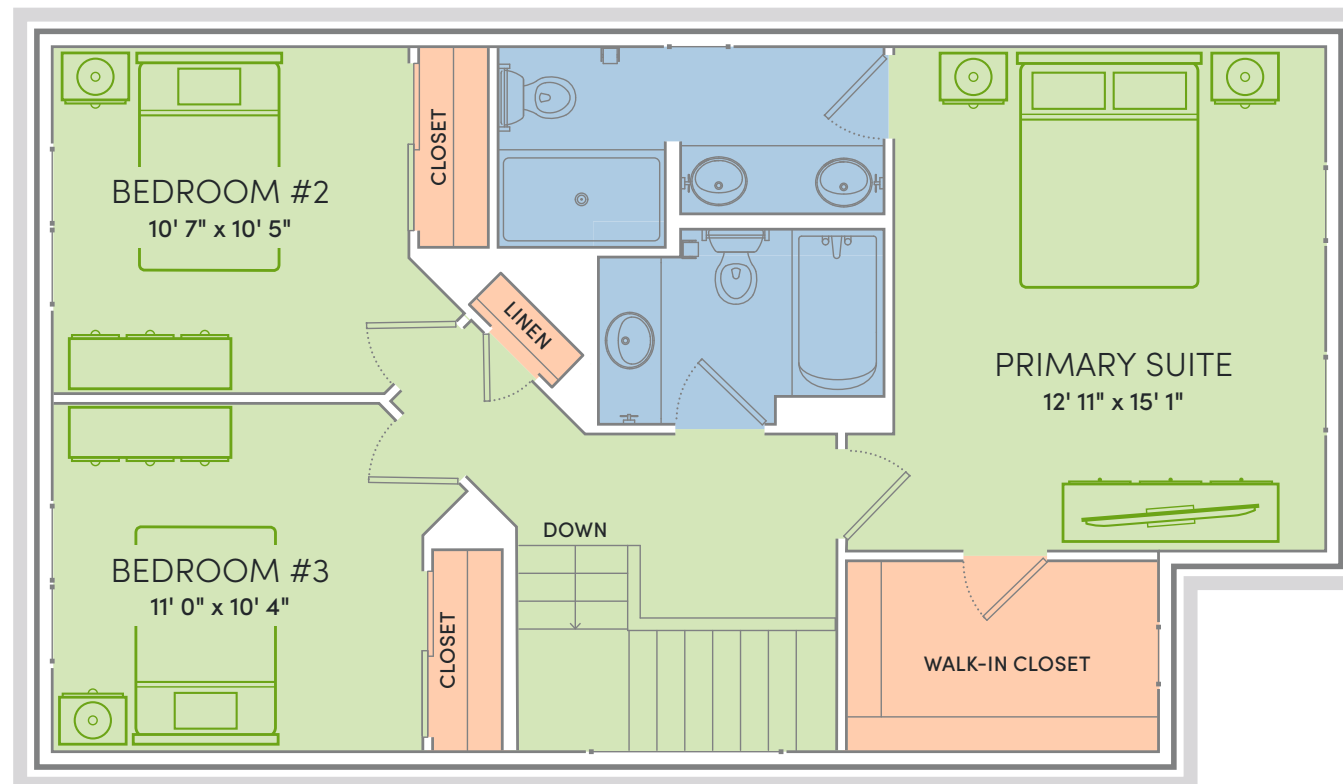 BEDROOM #2
10' 7" x 10' 5"
CLOSET
LINEN
PRIMARY SUITE
12' 11" x 15' 1"
DOWN
BEDROOM #3
11' 0" x 10' 4"
CLOSET
WALK-IN CLOSET